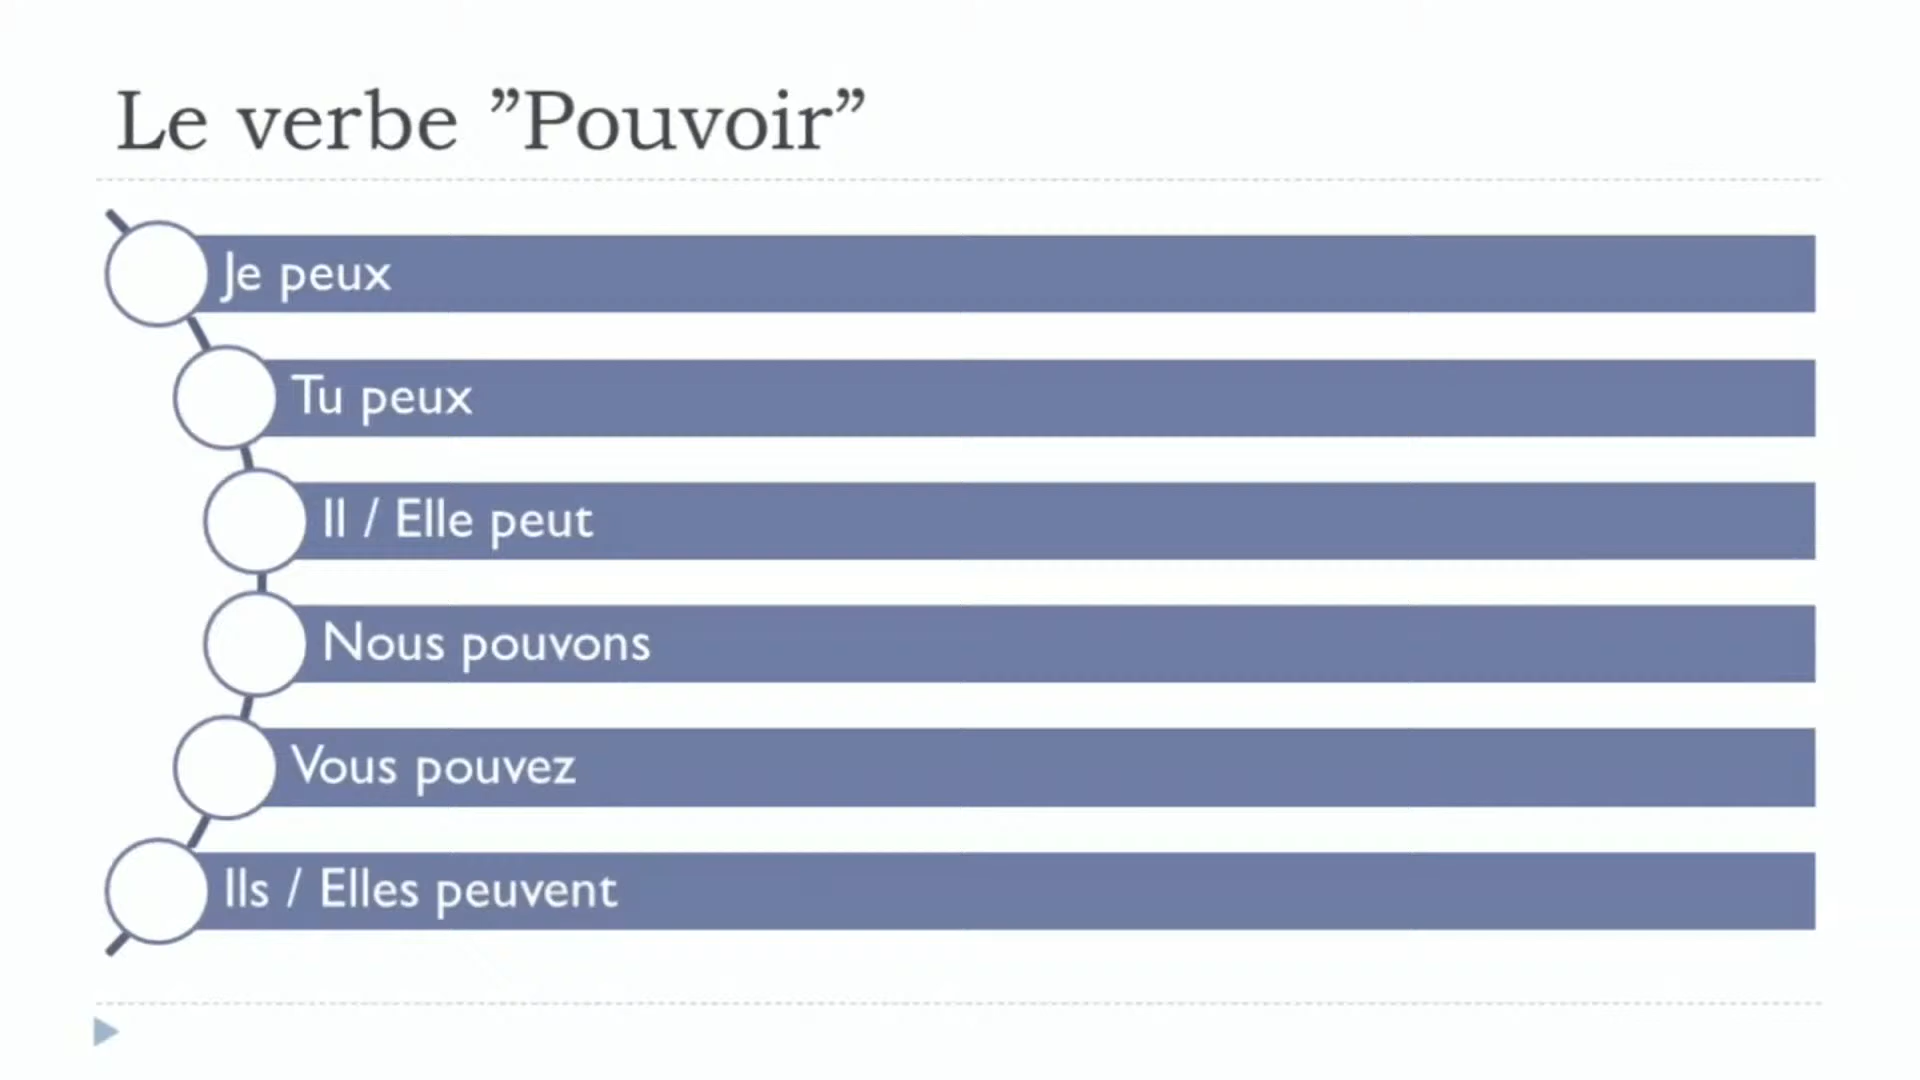 Le verbe ”Pouvoir”
Je peux
Tu peux
Il / Elle peut
Nous pouvons
Vous pouvez
Ils / Elles peuvent